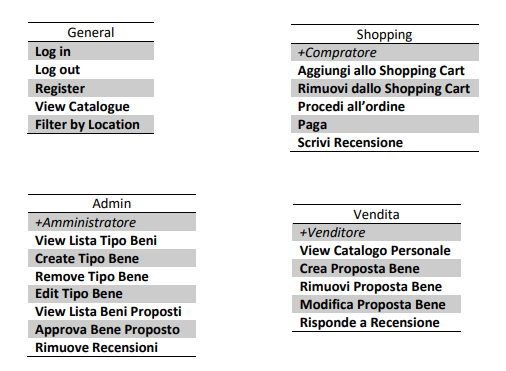 General
Log in
Log out
Register
View Catalogue
Filter by Location
Shopping
+Compratore
Aggiungi allo Shopping Cart
Rimuovi dallo Shopping Cart
Procedi all’ordine
Paga
Scrivi Recensione
Admin
+Amministratore
View Lista Tipo Beni
Create Tipo Bene
Remove Tipo Bene
Edit Tipo Bene
View Lista Beni Proposti
Approva Bene Proposto
Rimuove Recensioni
Vendita
+Venditore
View Catalogo Personale
Crea Proposta Bene
Rimuovi Proposta Bene
Modifica Proposta Bene
Risponde a Recensione